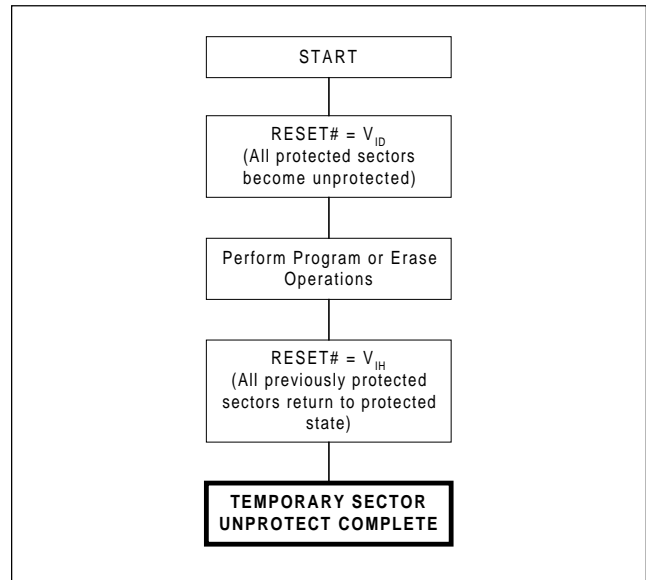 START
RESET# = VID
(All protected sectors
become unprotected)
Perform Program or Erase
Operations
RESET# = VIH
(All previously protected
sectors return to protected
state)
TEMPORARY SECTOR
UNPROTECT COMPLETE